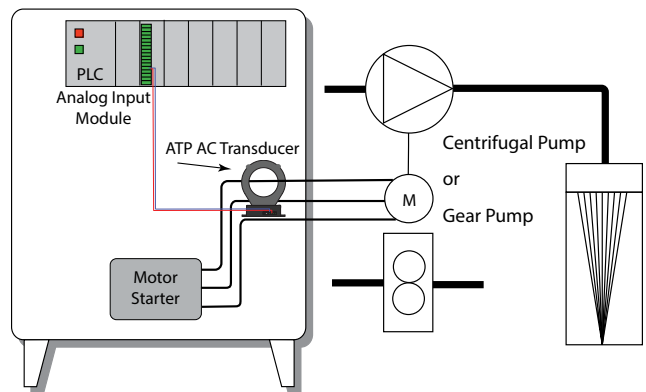 PLC
Analog Input
Module
ATP AC Transducer
Centrifugal Pump
or
Gear Pump
M
Motor
Starter